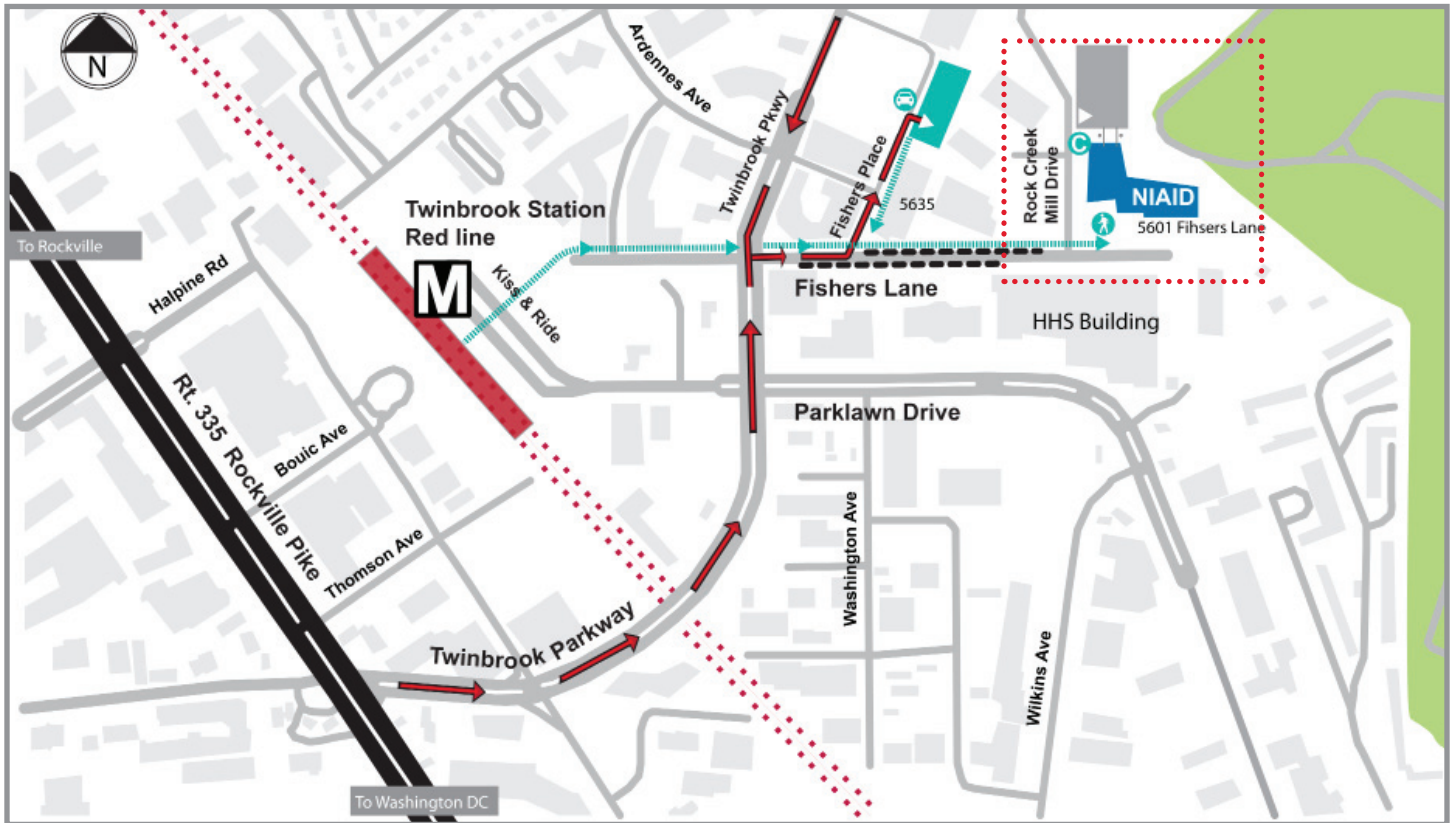 N
Ardennes Ave
Twinbrook Pkwy
Fishers Place
5635
Rock Creek
Mill Drive
C
NIAID
5601 Fihsers Lane
Twinbrook Station
Red line
M
Kiss & Ride
To Rockville
Halpine Rd
Fishers Lane
HHS Building
Rt. 335 Rockville Pike
Bouic Ave
Parklawn Drive
Thomson Ave
Washington Ave
Twinbrook Parkway
Wilkins Ave
To Washington DC